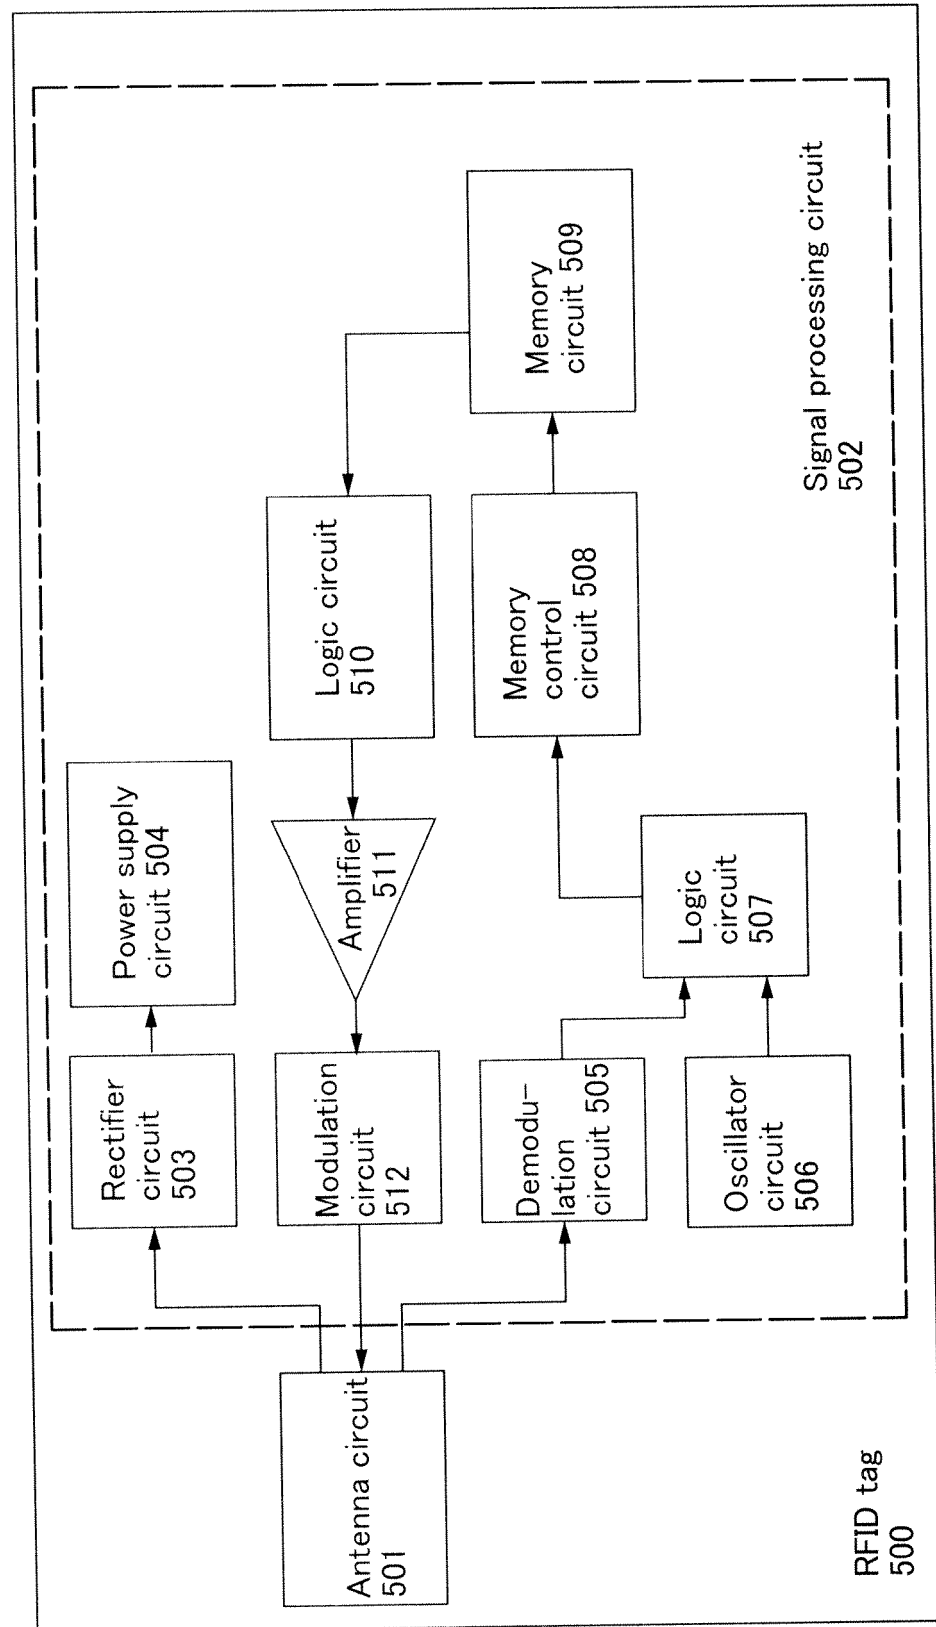 Rectifier
circuit
503
Power supply
circuit 504
Antenna circuit
501
Modulation
circuit
512
Amplifier
511
Logic circuit
510
Demodu-
lation
circuit 505
Oscillator
circuit
506
Logic
circuit
507
Memory
control
circuit 508
Memory
circuit 509
Signal processing circuit
502
RFID tag
500